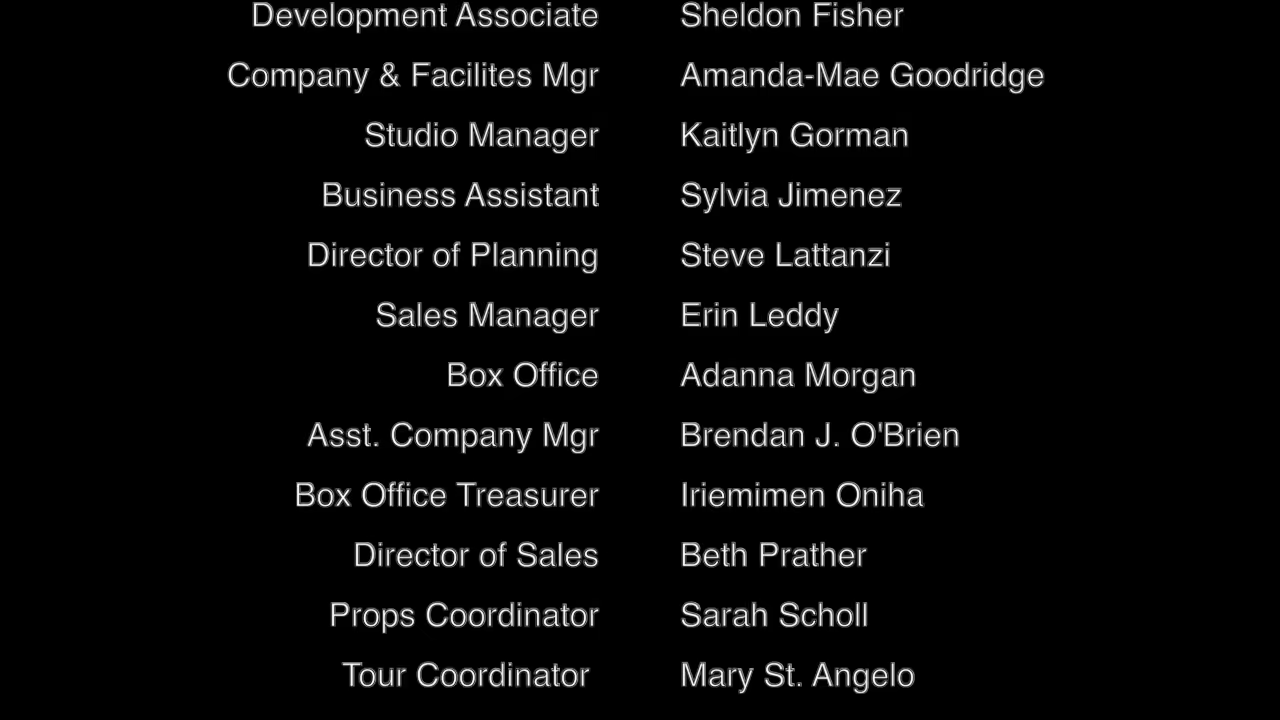 Development Associate Sheldon Fisher
Company & Facilites Mgr Amanda-Mae Goodridge
Studio Manager Kaitlyn Gorman
Business Assistant Sylvia Jimenez
Director of Planning Steve Lattanzi
Sales Manager Erin Leddy
Box Office Adanna Morgan
Asst. Company Mgr Brendan J. O'Brien
Box Office Treasurer Iriemimen Oniha
Director of Sales Beth Prather
Props Coordinator Sarah Scholl
Tour Coordinator Mary St. Angelo